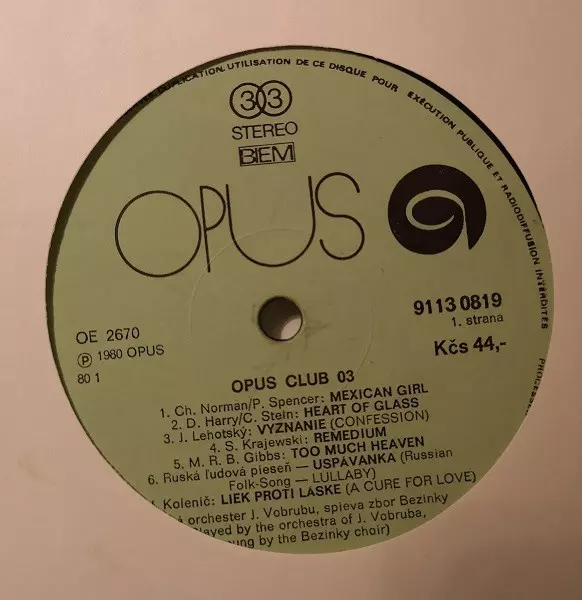 DUPLICATION, UTILISATION DE CE DISQUE POUR EXÉCUTION PUBLIQUE ET RADIODIFFUSION INTERDITES
33
STEREO
BIEM
OPUS
OE 2670
℗ 1980 OPUS
80 1
9113 0819
1. strana
Kčs 44,-
OPUS CLUB 03
1. Ch. Norman/P. Spencer: MEXICAN GIRL
2. D. Harry/C. Stein: HEART OF GLASS
3. J. Lehotský: VYZNANIE (CONFESSION)
4. S. Krajewski: REMEDIUM
5. M. R. B. Gibbs: TOO MUCH HEAVEN
6. Ruská ľudová pieseň — USPÁVANKA (Russian
Folk-Song — LULLABY)
Kolenič: LIEK PROTI LÁSKE (A CURE FOR LOVE)
orchester J. Vobrubu, spieva zbor Bezinky
by the orchestra of J. Vobruba,
by the Bezinky choir)